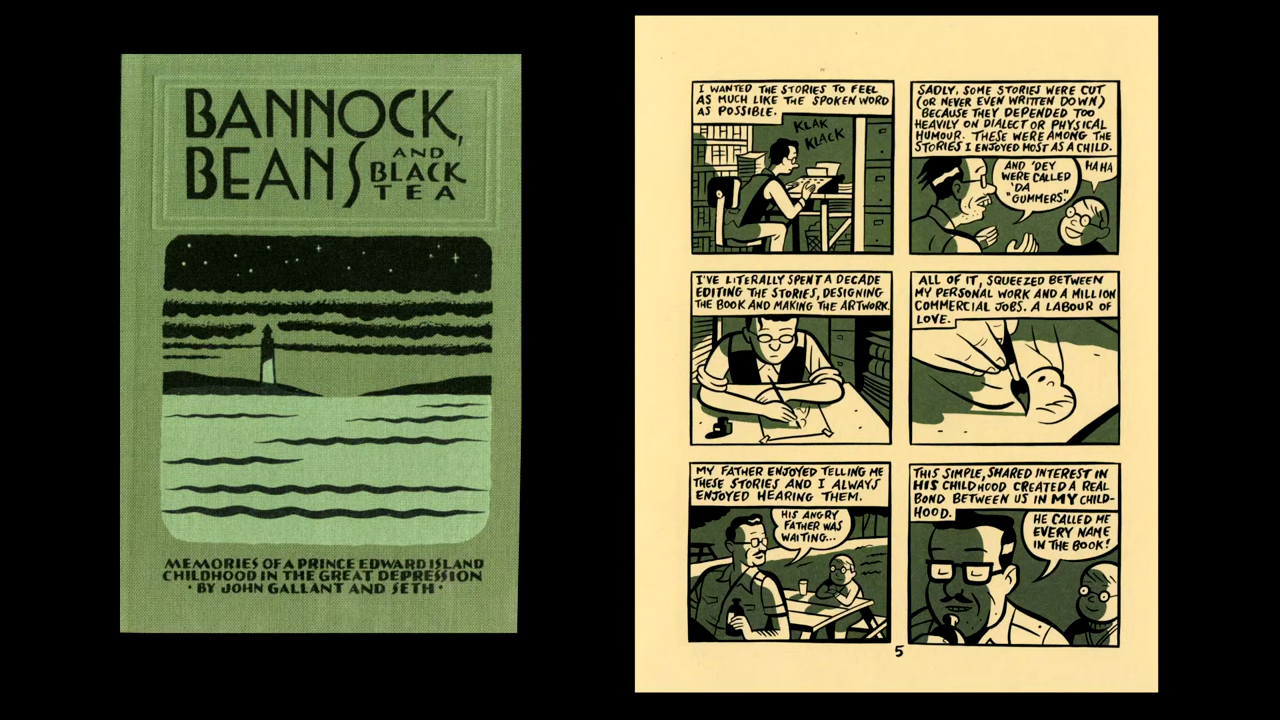 BANNOCK,
BEANS AND
BLACK
TEA
MEMORIES OF A PRINCE EDWARD ISLAND
CHILDHOOD IN THE GREAT DEPRESSION
· BY JOHN GALLANT AND SETH ·
I WANTED THE STORIES TO FEEL
AS MUCH LIKE THE SPOKEN WORD
AS POSSIBLE.
KLAK
KLACK
SADLY, SOME STORIES WERE CUT
(OR NEVER EVEN WRITTEN DOWN)
BECAUSE THEY DEPENDED TOO
HEAVILY ON DIALECT OR PHYSICAL
HUMOUR. THESE WERE AMONG THE
STORIES I ENJOYED MOST AS A CHILD.
AND 'DEY
WERE CALLED
'DA
"GUMMERS."
HA HA
I'VE LITERALLY SPENT A DECADE
EDITING THE STORIES, DESIGNING
THE BOOK AND MAKING THE ARTWORK.
ALL OF IT, SQUEEZED BETWEEN
MY PERSONAL WORK AND A MILLION
COMMERCIAL JOBS. A LABOUR OF
LOVE.
MY FATHER ENJOYED TELLING ME
THESE STORIES AND I ALWAYS
ENJOYED HEARING THEM.
HIS ANGRY
FATHER WAS
WAITING...
THIS SIMPLE, SHARED INTEREST IN
HIS CHILDHOOD CREATED A REAL
BOND BETWEEN US IN MY CHILD-
HOOD.
HE CALLED ME
EVERY NAME
IN THE BOOK!
5